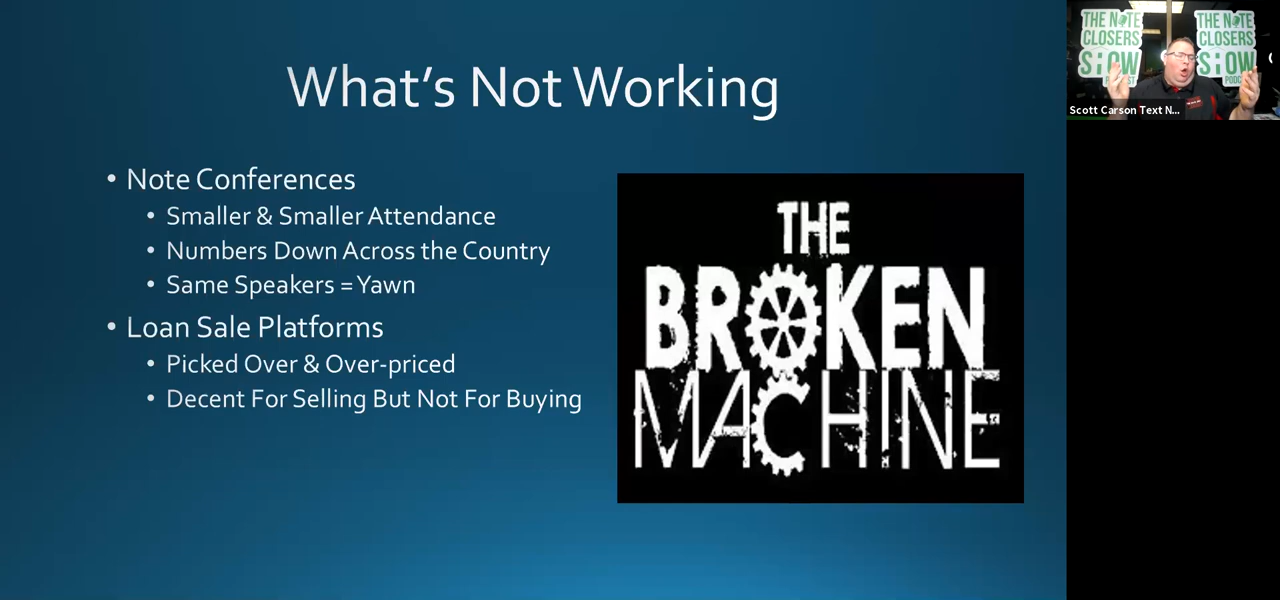 What's Not Working
• Note Conferences
• Smaller & Smaller Attendance
• Numbers Down Across the Country
• Same Speakers = Yawn
• Loan Sale Platforms
• Picked Over & Over-priced
• Decent For Selling But Not For Buying
THE
BROKEN
MACHINE
THE NOTE
CLOSERS
SHOW
THE NOTE
CLOSERS
SHOW
Scott Carson Text N...